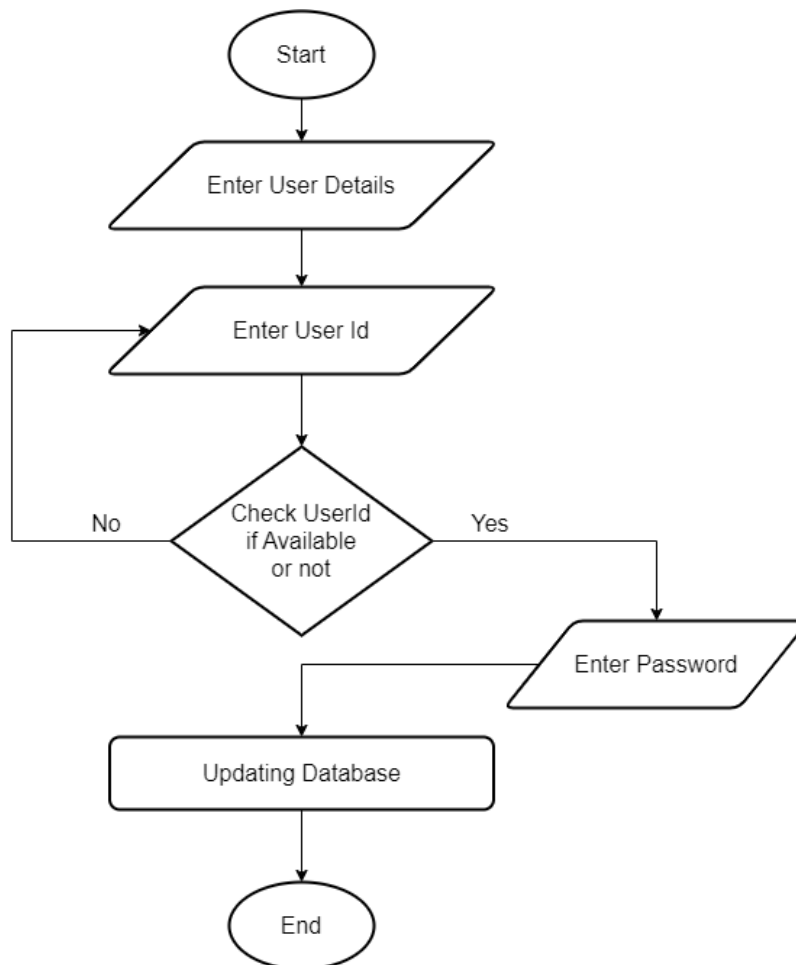 Start
Enter User Details
Enter User Id
Check UserId
if Available
or not
No
Yes
Enter Password
Updating Database
End